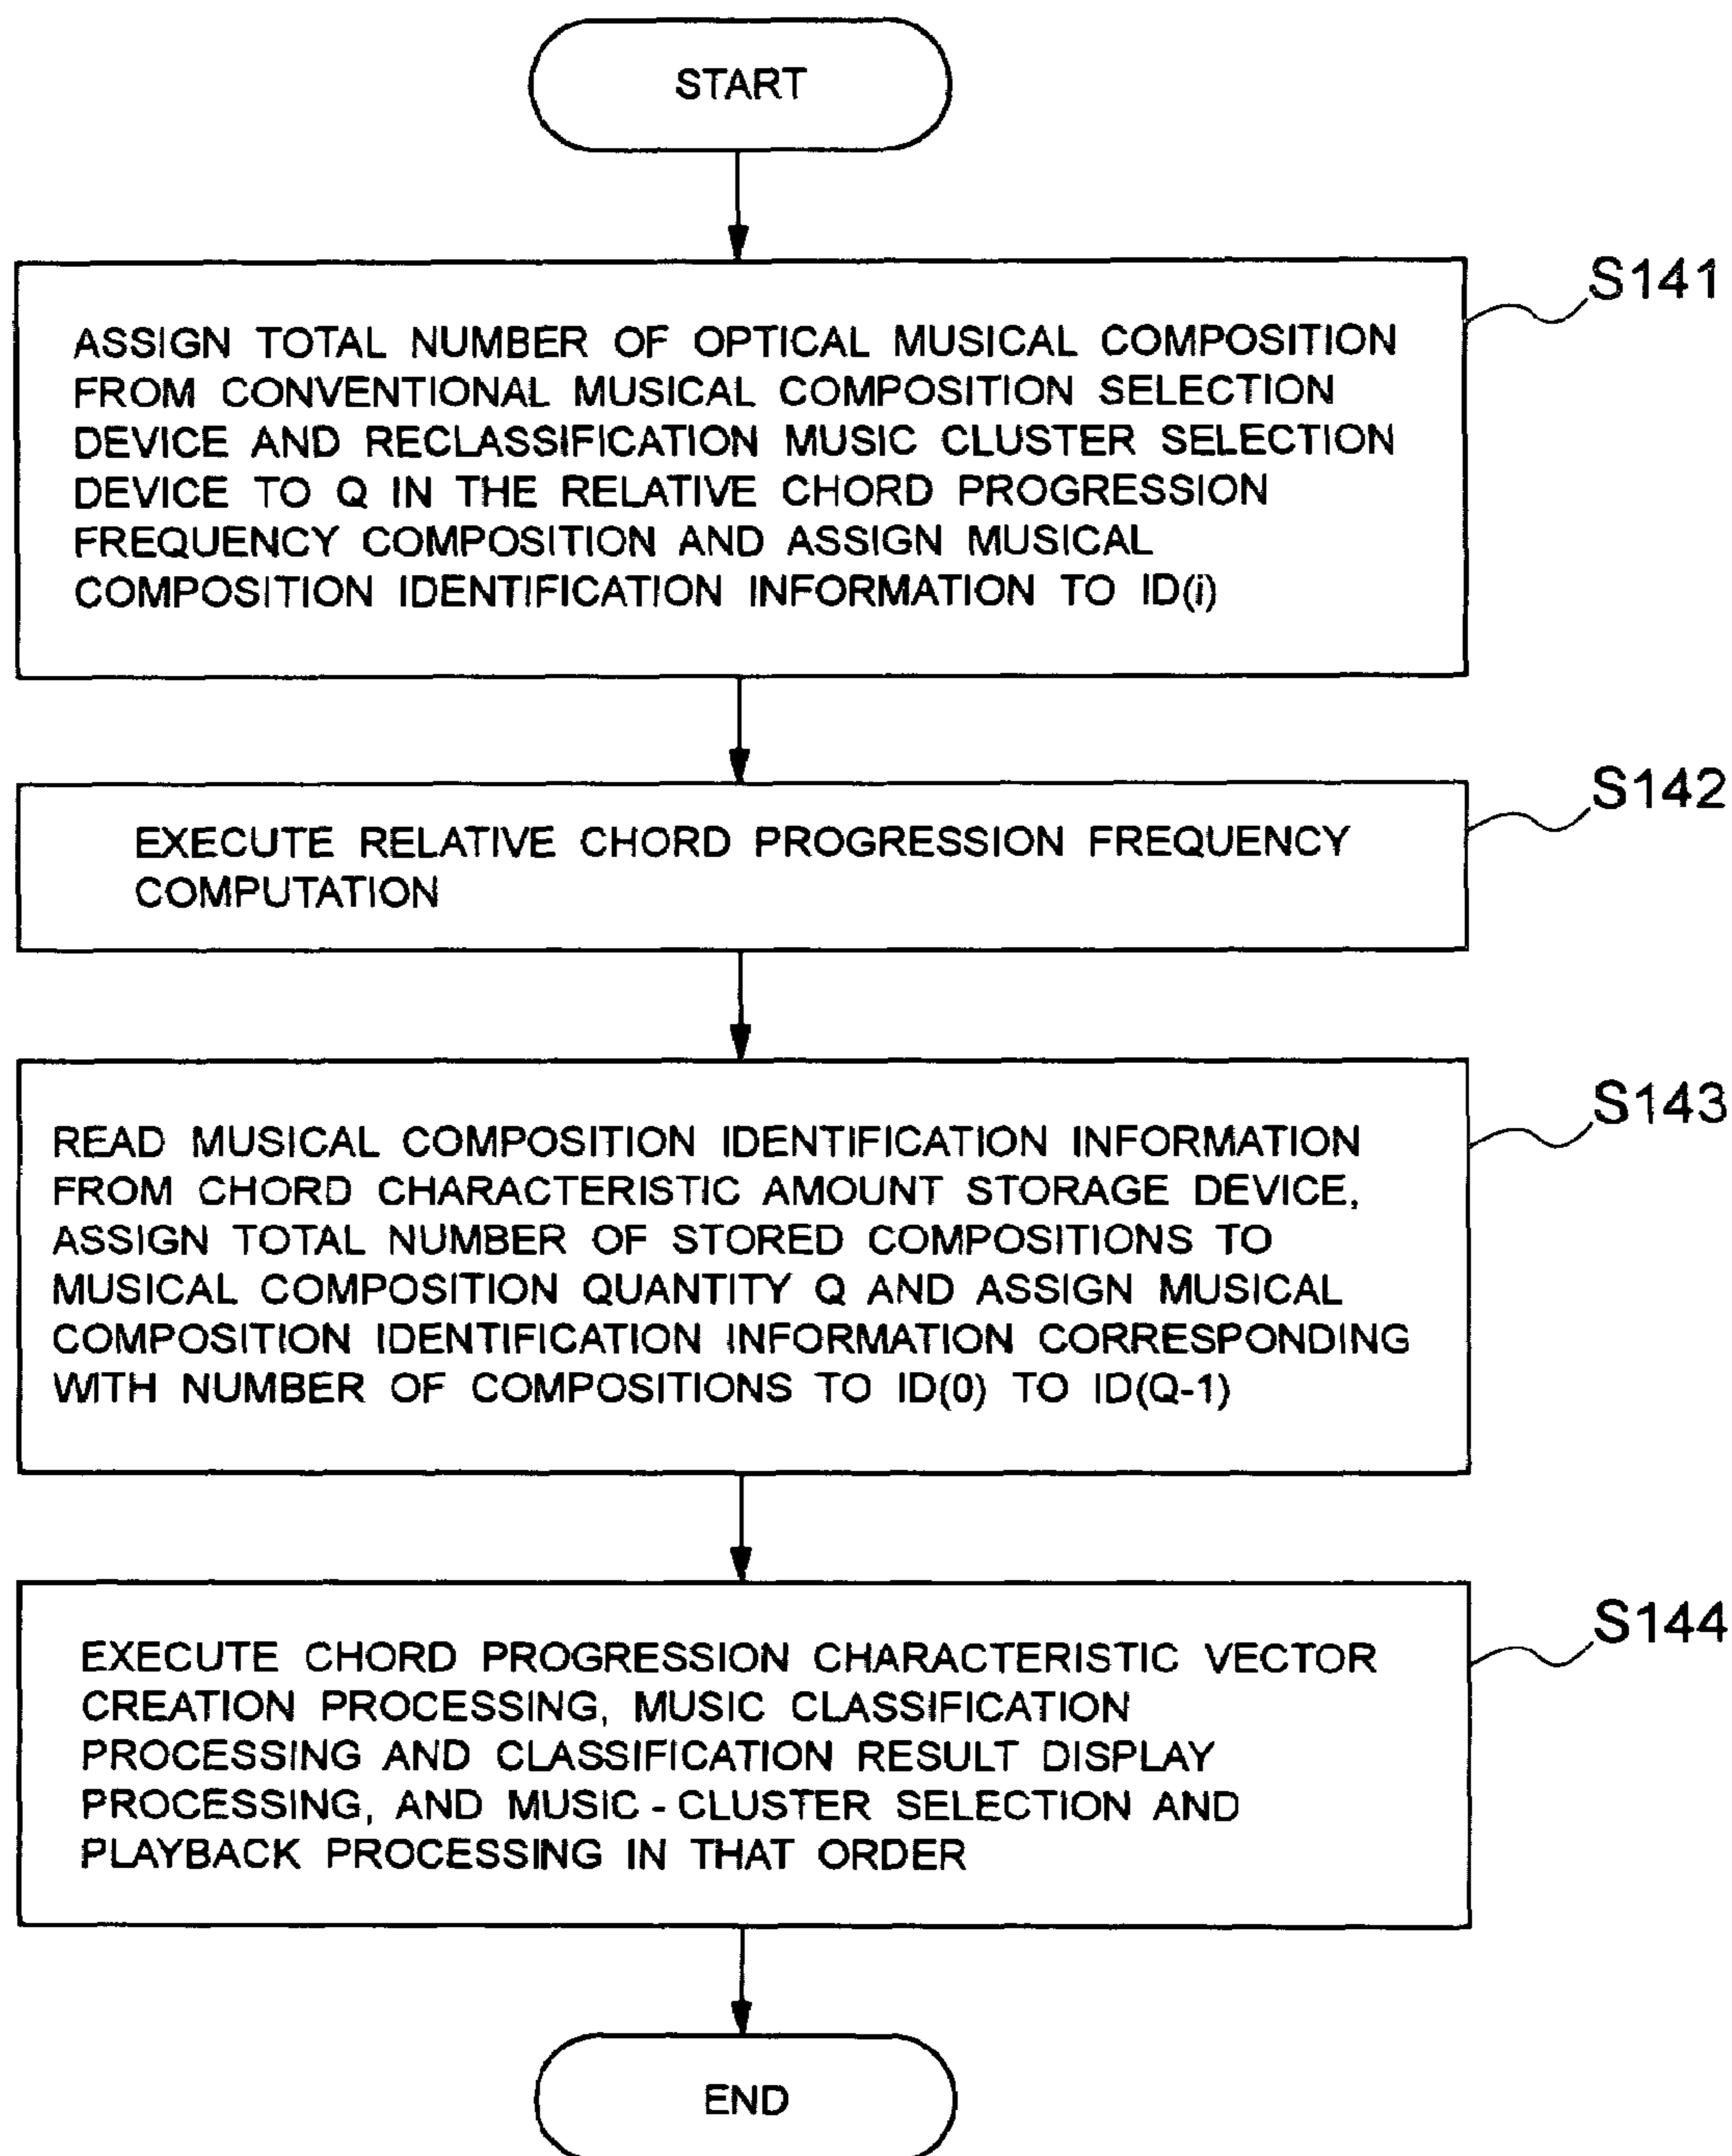 START
S141
ASSIGN TOTAL NUMBER OF OPTICAL MUSICAL COMPOSITION
FROM CONVENTIONAL MUSICAL COMPOSITION SELECTION
DEVICE AND RECLASSIFICATION MUSIC CLUSTER SELECTION
DEVICE TO Q IN THE RELATIVE CHORD PROGRESSION
FREQUENCY COMPOSITION AND ASSIGN MUSICAL
COMPOSITION IDENTIFICATION INFORMATION TO ID(i)
S142
EXECUTE RELATIVE CHORD PROGRESSION FREQUENCY
COMPUTATION
S143
READ MUSICAL COMPOSITION IDENTIFICATION INFORMATION
FROM CHORD CHARACTERISTIC AMOUNT STORAGE DEVICE,
ASSIGN TOTAL NUMBER OF STORED COMPOSITIONS TO
MUSICAL COMPOSITION QUANTITY Q AND ASSIGN MUSICAL
COMPOSITION IDENTIFICATION INFORMATION CORRESPONDING
WITH NUMBER OF COMPOSITIONS TO ID(0) TO ID(Q-1)
S144
EXECUTE CHORD PROGRESSION CHARACTERISTIC VECTOR
CREATION PROCESSING, MUSIC CLASSIFICATION
PROCESSING AND CLASSIFICATION RESULT DISPLAY
PROCESSING, AND MUSIC - CLUSTER SELECTION AND
PLAYBACK PROCESSING IN THAT ORDER
END